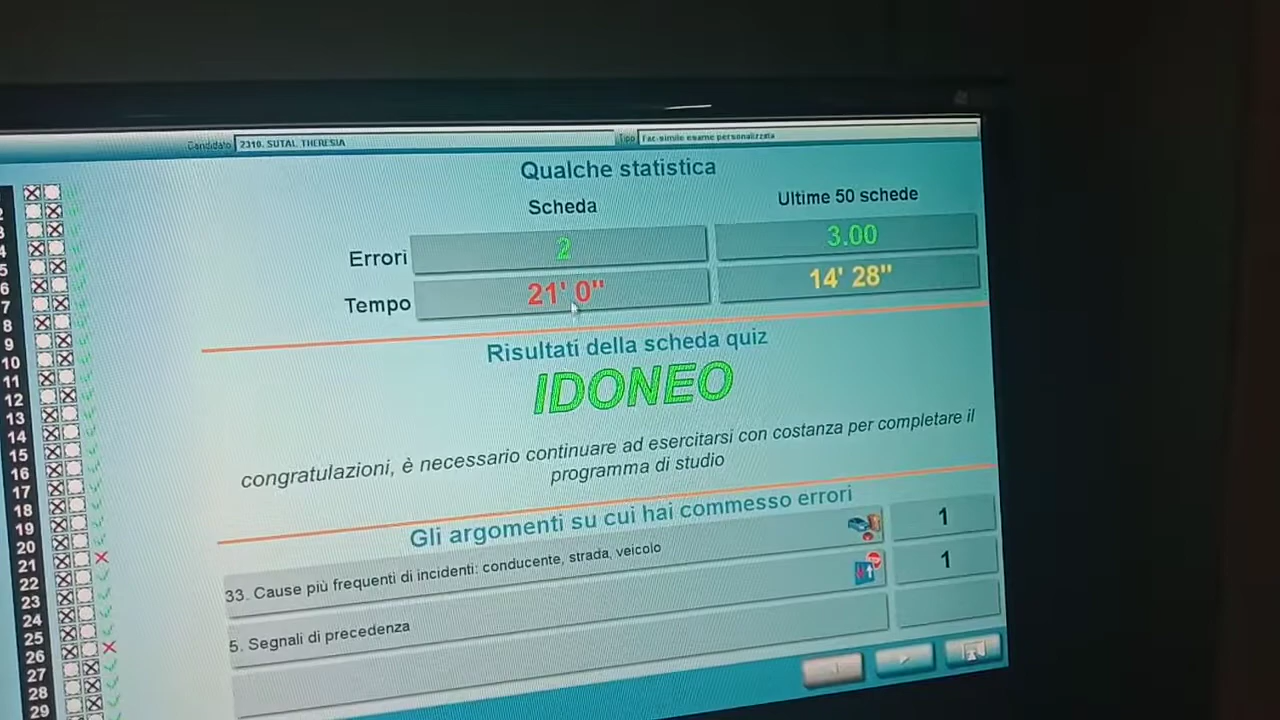 Candidato 2310. SUTAL THERESIA Tipo Fac-simile esame personalizzata
Qualche statistica
Scheda Ultime 50 schede
Errori 2 3.00
Tempo 21' 0" 14' 28"
Risultati della scheda quiz
IDONEO
congratulazioni, è necessario continuare ad esercitarsi con costanza per completare il
programma di studio
Gli argomenti su cui hai commesso errori
33. Cause più frequenti di incidenti: conducente, strada, veicolo 1
5. Segnali di precedenza STOP 1
2
3
4
5
6
7
8
9
10
11
12
13
14
15
16
17
18
19
20
21
22
23
24
25
26
27
28
29